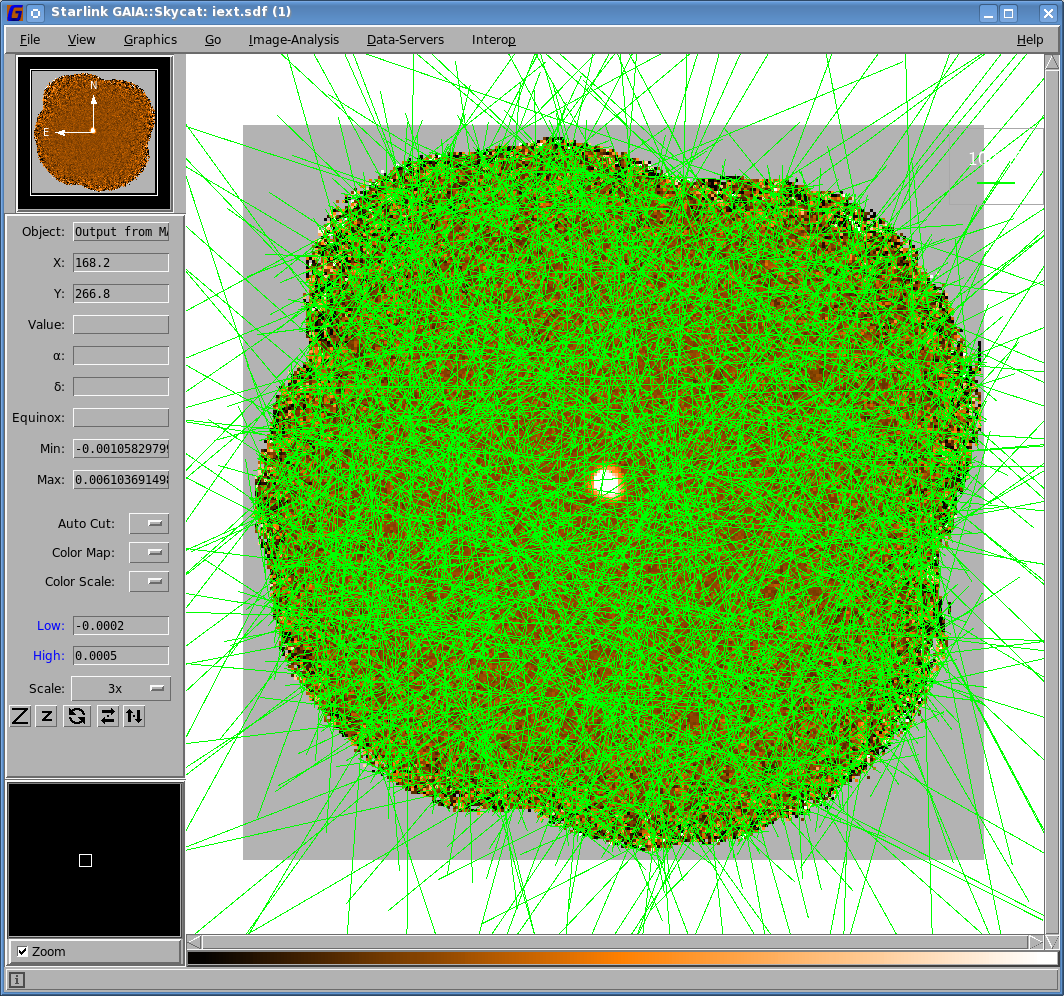 Starlink GAIA::Skycat: iext.sdf (1)
File View Graphics Go Image-Analysis Data-Servers Interop Help
N
E
Object: Output from
X: 168.2
Y: 266.8
Value:
α:
δ:
Equinox:
Min: -0.0010582979
Max: 0.00610369149
Auto Cut:
Color Map:
Color Scale:
Low: -0.0002
High: 0.0005
Scale: 3x
Z z
Zoom